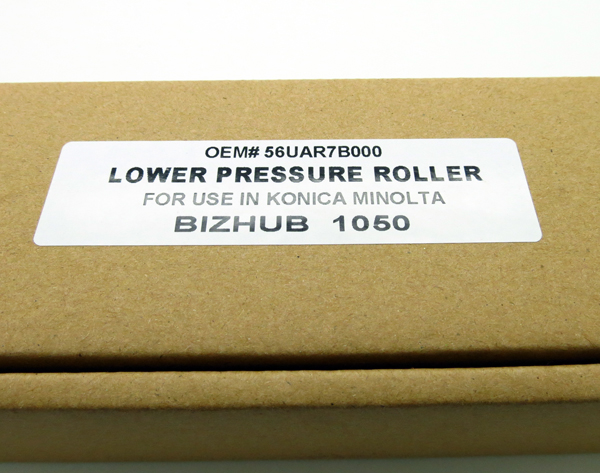 OEM# 56UAR7B000
LOWER PRESSURE ROLLER
FOR USE IN KONICA MINOLTA
BIZHUB 1050